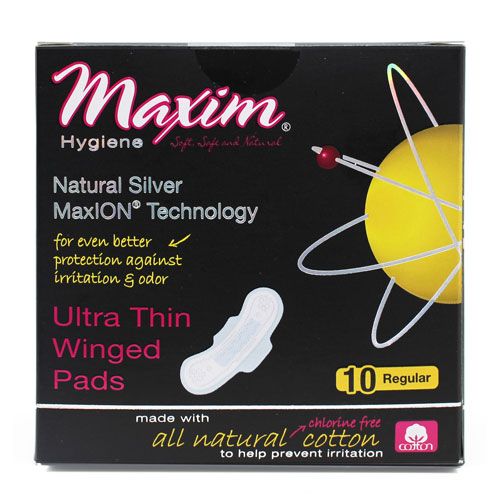 Maxim®
Hygiene
Soft, Safe and Natural
Natural Silver
MaxION® Technology
for even better
protection against
irritation & odor
Ultra Thin
Winged
Pads
10 Regular
made with
chlorine free
all natural cotton
to help prevent irritation
cotton